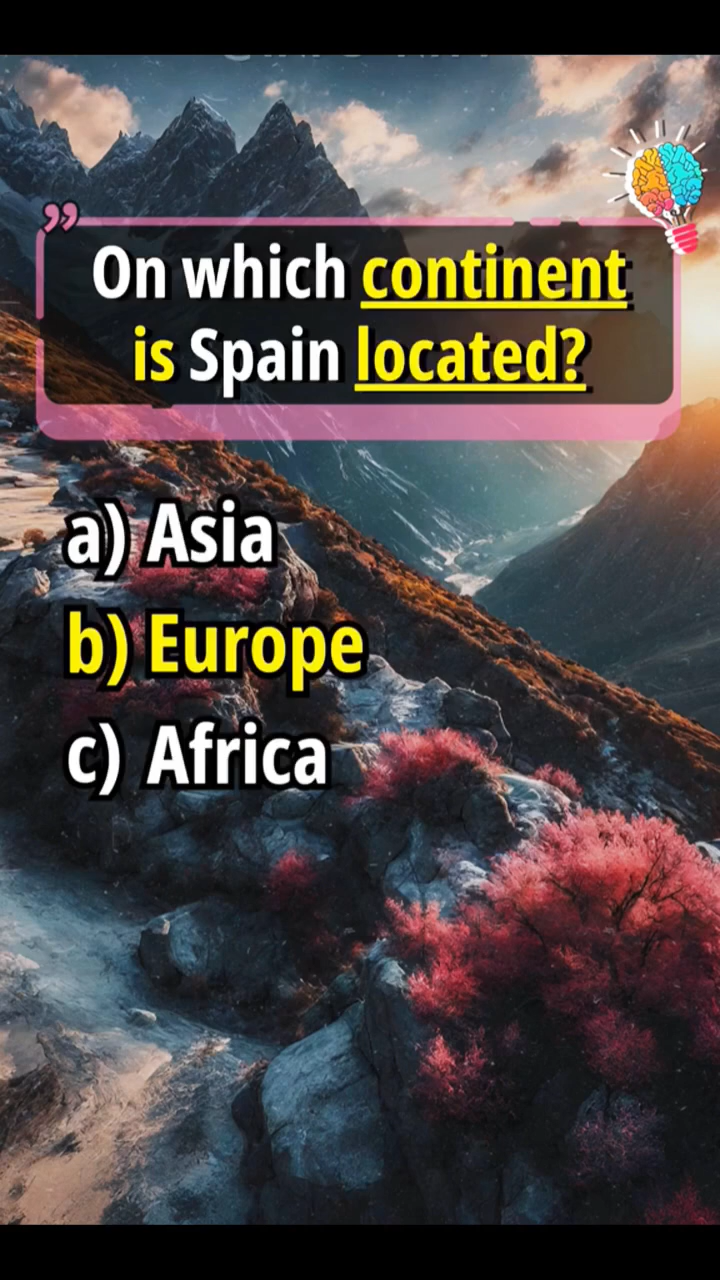 On which continent
is Spain located?
a) Asia
b) Europe
c) Africa